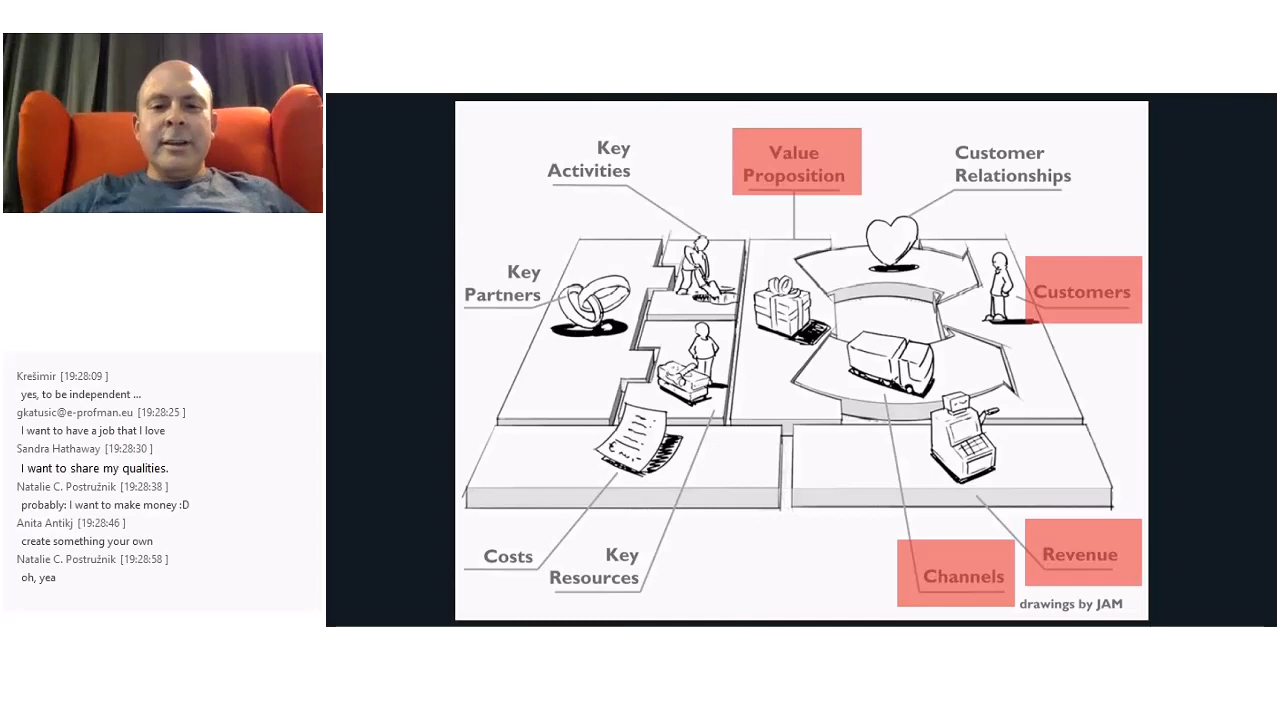 Krešimir [19:28:09 ]
yes, to be independent ...
gkatusic@e-profman.eu [19:28:25 ]
I want to have a job that I love
Sandra Hathaway [19:28:30 ]
I want to share my qualities.
Natalie C. Postružnik [19:28:38 ]
probably: I want to make money :D
Anita Antikj [19:28:46 ]
create something your own
Natalie C. Postružnik [19:28:58 ]
oh, yea
Key
Activities
Value
Proposition
Customer
Relationships
Key
Partners
Customers
Costs
Key
Resources
Channels
Revenue
drawings by JAM